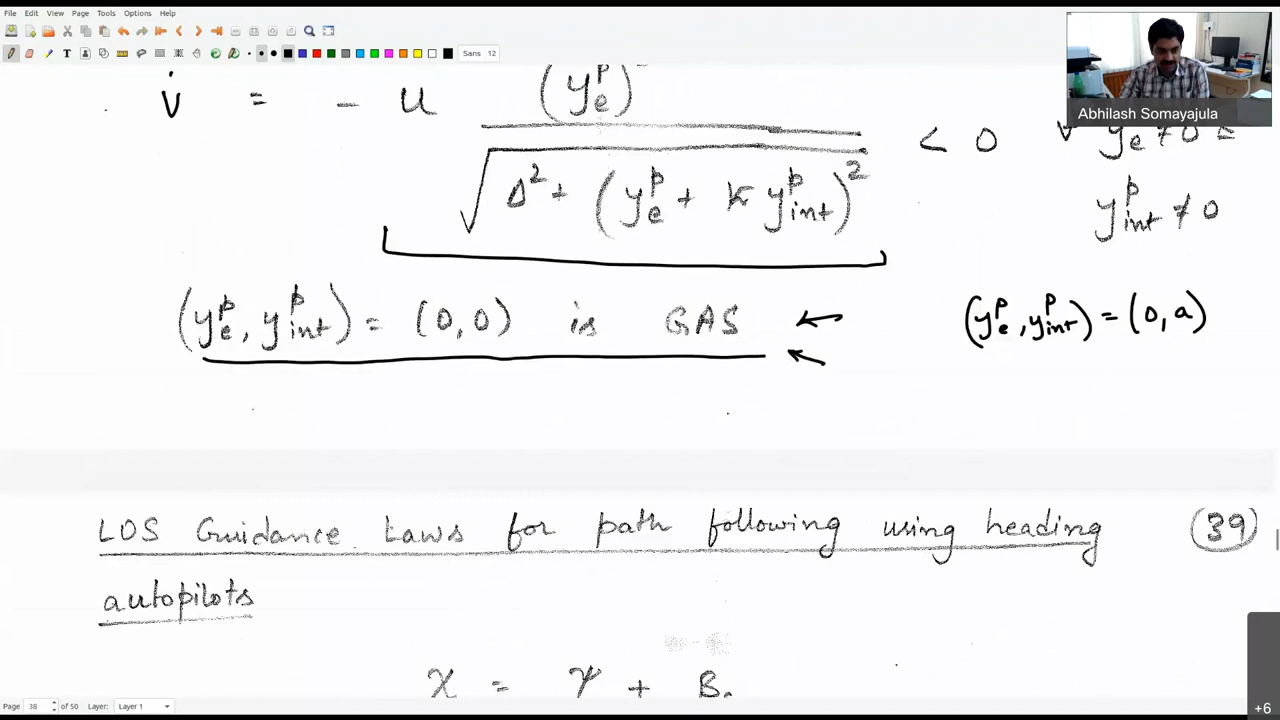 File Edit View Page Tools Options Help
Sans 12
Abhilash Somayajula
v̇ = - u (y_e^p)^2 / √(Δ^2 + (y_e^p + κ y_int^p)^2) < 0 ∀ y_e^p ≠ 0
y_int^p ≠ 0
(y_e^p, y_int^p) = (0,0) is GAS ← (y_e^p, y_int^p) = (0, a)
LOS Guidance Laws for path following using heading (39)
autopilots
χ = ψ + β
Page 38 of 50 Layer: Layer 1
+6